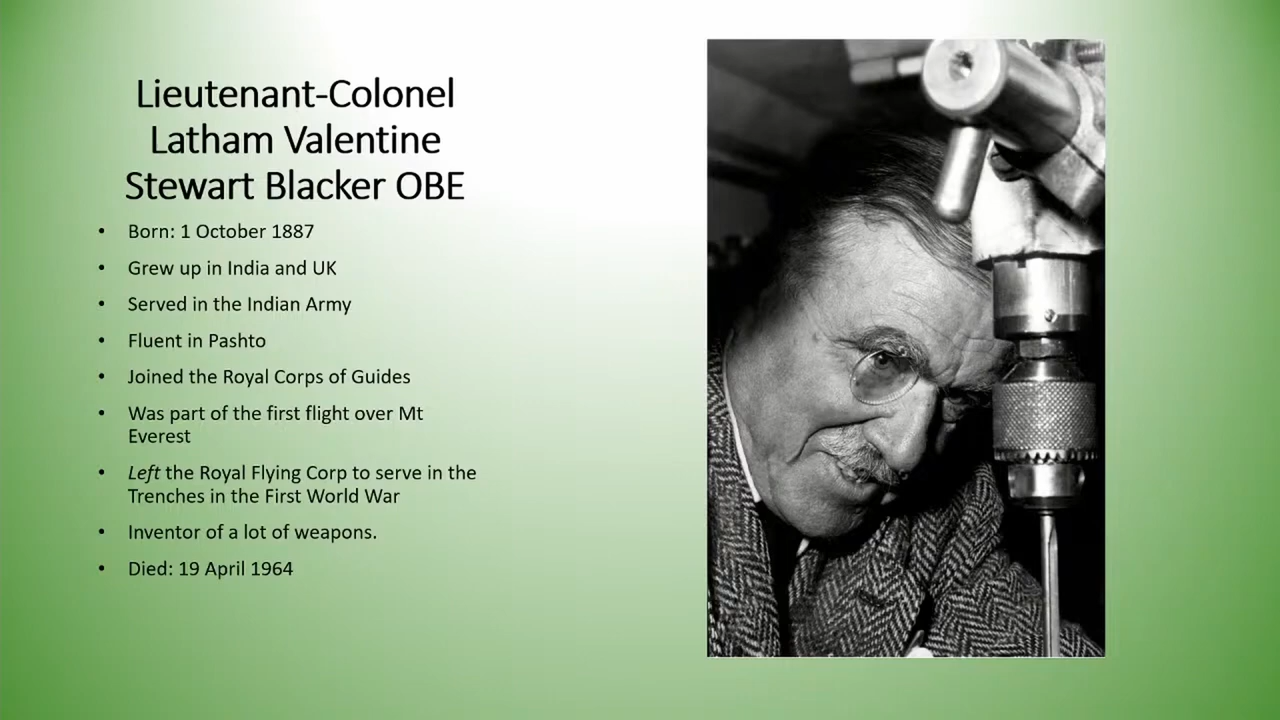 Lieutenant-Colonel
Latham Valentine
Stewart Blacker OBE
• Born: 1 October 1887
• Grew up in India and UK
• Served in the Indian Army
• Fluent in Pashto
• Joined the Royal Corps of Guides
• Was part of the first flight over Mt
Everest
• Left the Royal Flying Corp to serve in the
Trenches in the First World War
• Inventor of a lot of weapons.
• Died: 19 April 1964